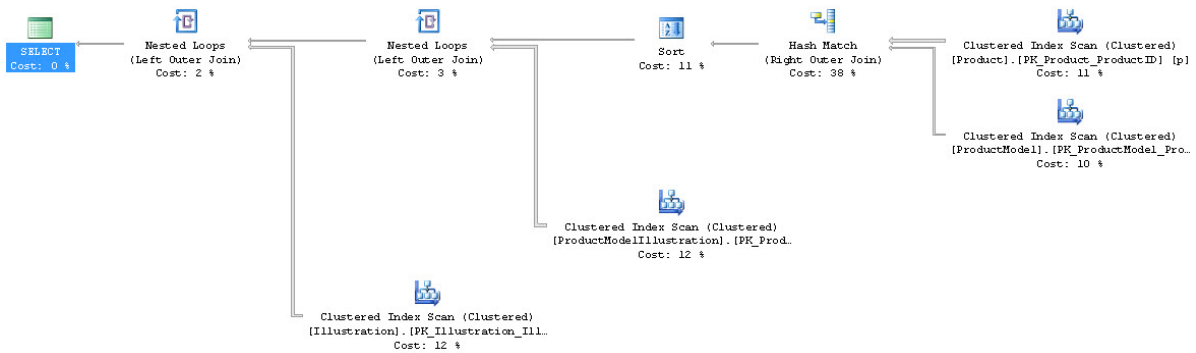 SELECT
Cost: 0 %
Nested Loops
(Left Outer Join)
Cost: 2 %
Nested Loops
(Left Outer Join)
Cost: 3 %
Sort
Cost: 11 %
Hash Match
(Right Outer Join)
Cost: 38 %
Clustered Index Scan (Clustered)
[Product].[PK_Product_ProductID] [p]
Cost: 11 %
Clustered Index Scan (Clustered)
[ProductModel].[PK_ProductModel_Pro…
Cost: 10 %
Clustered Index Scan (Clustered)
[ProductModelIllustration].[PK_Prod…
Cost: 12 %
Clustered Index Scan (Clustered)
[Illustration].[PK_Illustration_Ill…
Cost: 12 %